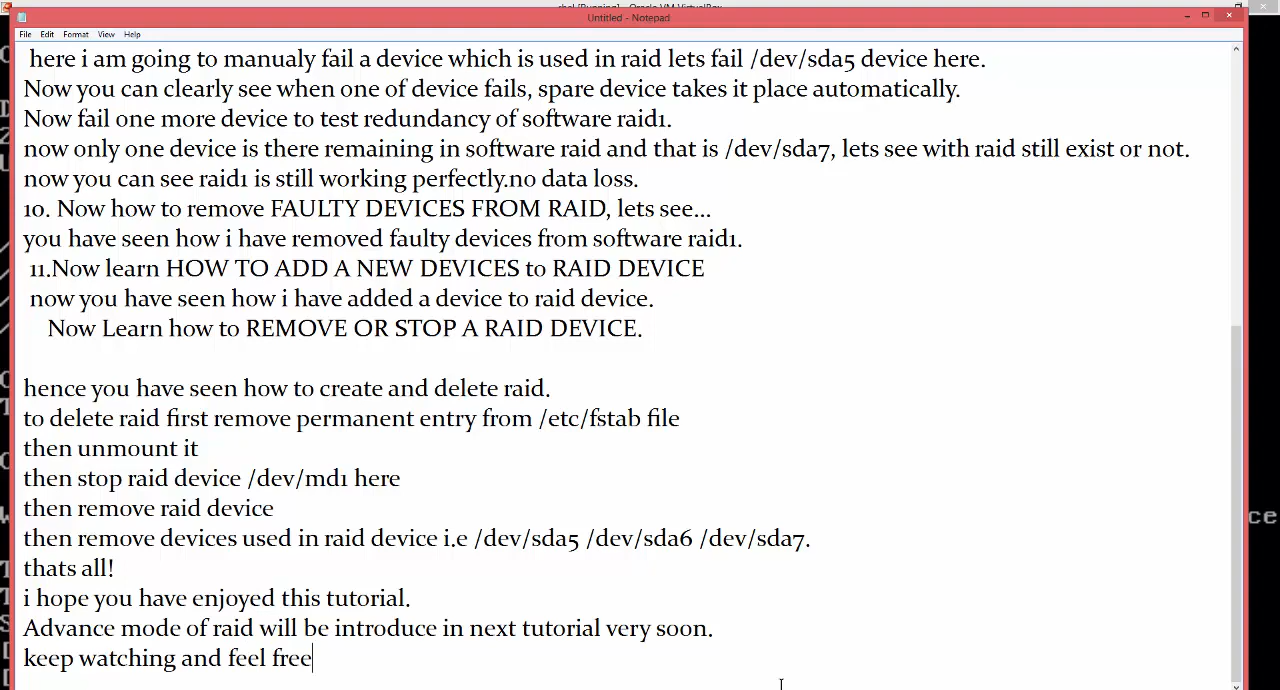 Untitled - Notepad
File Edit Format View Help
here i am going to manualy fail a device which is used in raid lets fail /dev/sda5 device here.
Now you can clearly see when one of device fails, spare device takes it place automatically.
Now fail one more device to test redundancy of software raid1.
now only one device is there remaining in software raid and that is /dev/sda7, lets see with raid still exist or not.
now you can see raid1 is still working perfectly.no data loss.
10. Now how to remove FAULTY DEVICES FROM RAID, lets see...
you have seen how i have removed faulty devices from software raid1.
11.Now learn HOW TO ADD A NEW DEVICES to RAID DEVICE
now you have seen how i have added a device to raid device.
Now Learn how to REMOVE OR STOP A RAID DEVICE.
hence you have seen how to create and delete raid.
to delete raid first remove permanent entry from /etc/fstab file
then unmount it
then stop raid device /dev/md1 here
then remove raid device
then remove devices used in raid device i.e /dev/sda5 /dev/sda6 /dev/sda7.
thats all!
i hope you have enjoyed this tutorial.
Advance mode of raid will be introduce in next tutorial very soon.
keep watching and feel free